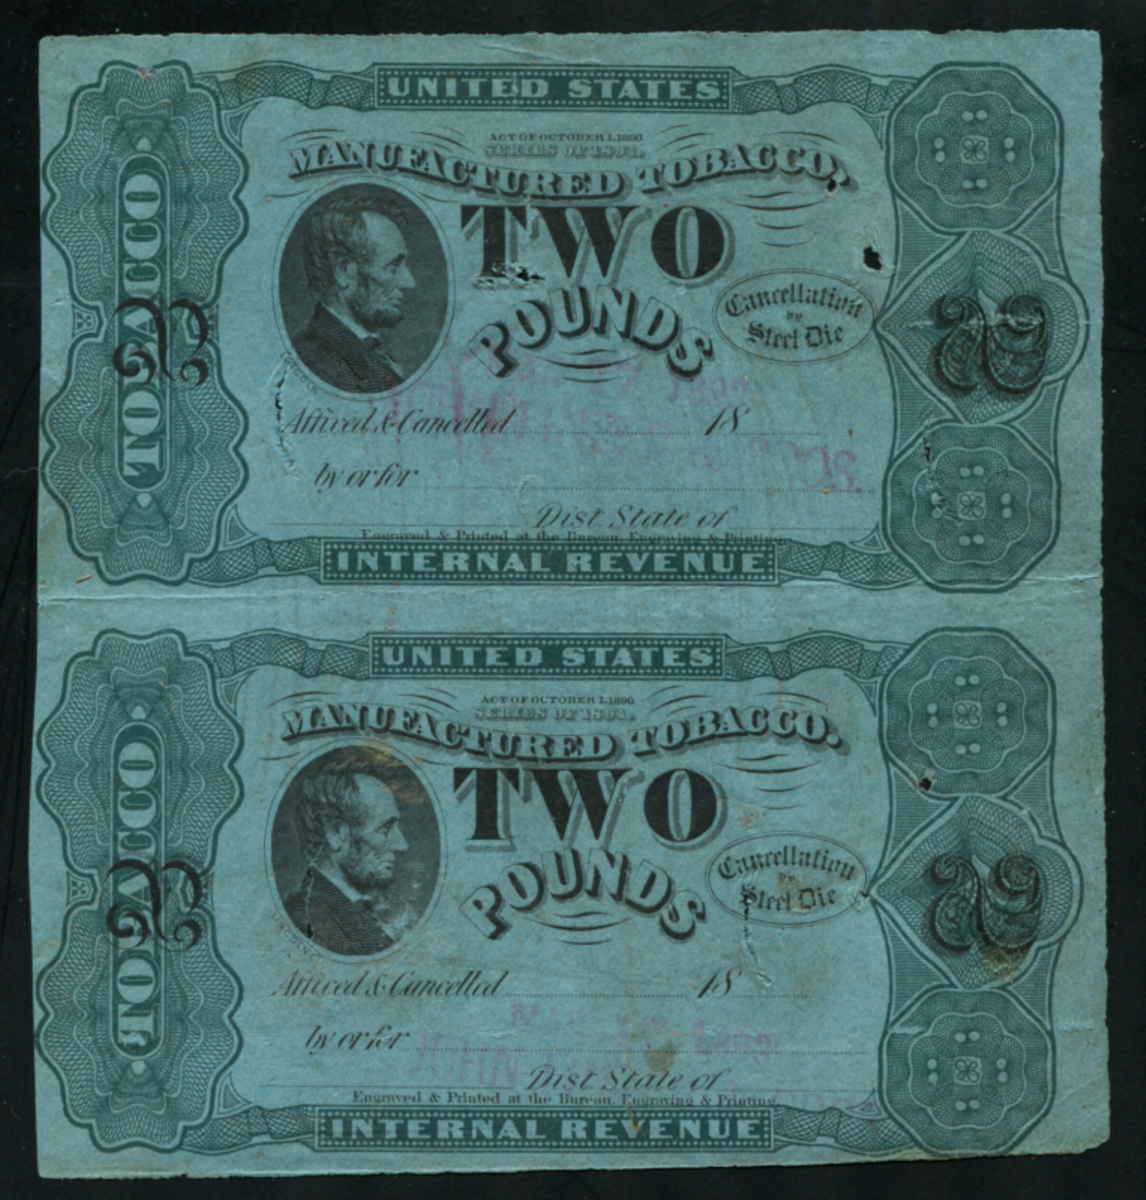 UNITED STATES
ACT OF OCTOBER 1, 1890
SERIES OF 1891.
MANUFACTURED TOBACCO,
TWO
POUNDS
TOBACCO
2
2
LINCOLN
Cancellation
by
Steel Die
Affixed & Cancelled 18
by or for
Dist. State of
Engraved & Printed at the Bureau, Engraving & Printing.
INTERNAL REVENUE
UNITED STATES
ACT OF OCTOBER 1, 1890
SERIES OF 1891.
MANUFACTURED TOBACCO.
TWO
POUNDS
TOBACCO
2
2
Cancellation
by
Steel Die
Affixed & Cancelled 18
by or for
JOHN
Dist. State of
Engraved & Printed at the Bureau, Engraving & Printing.
INTERNAL REVENUE